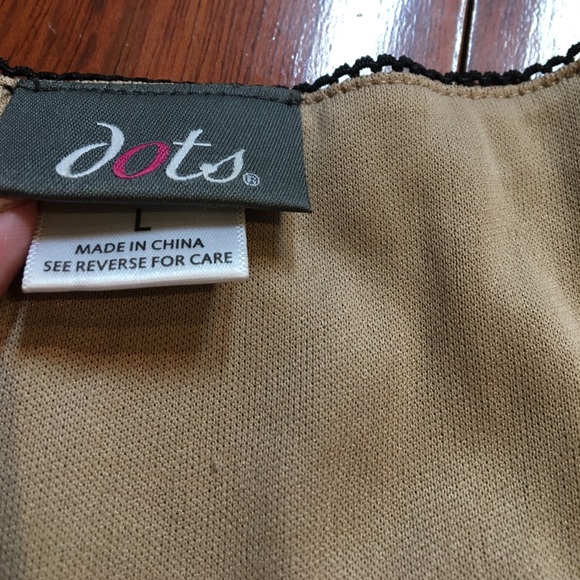 dots®
L
MADE IN CHINA
SEE REVERSE FOR CARE